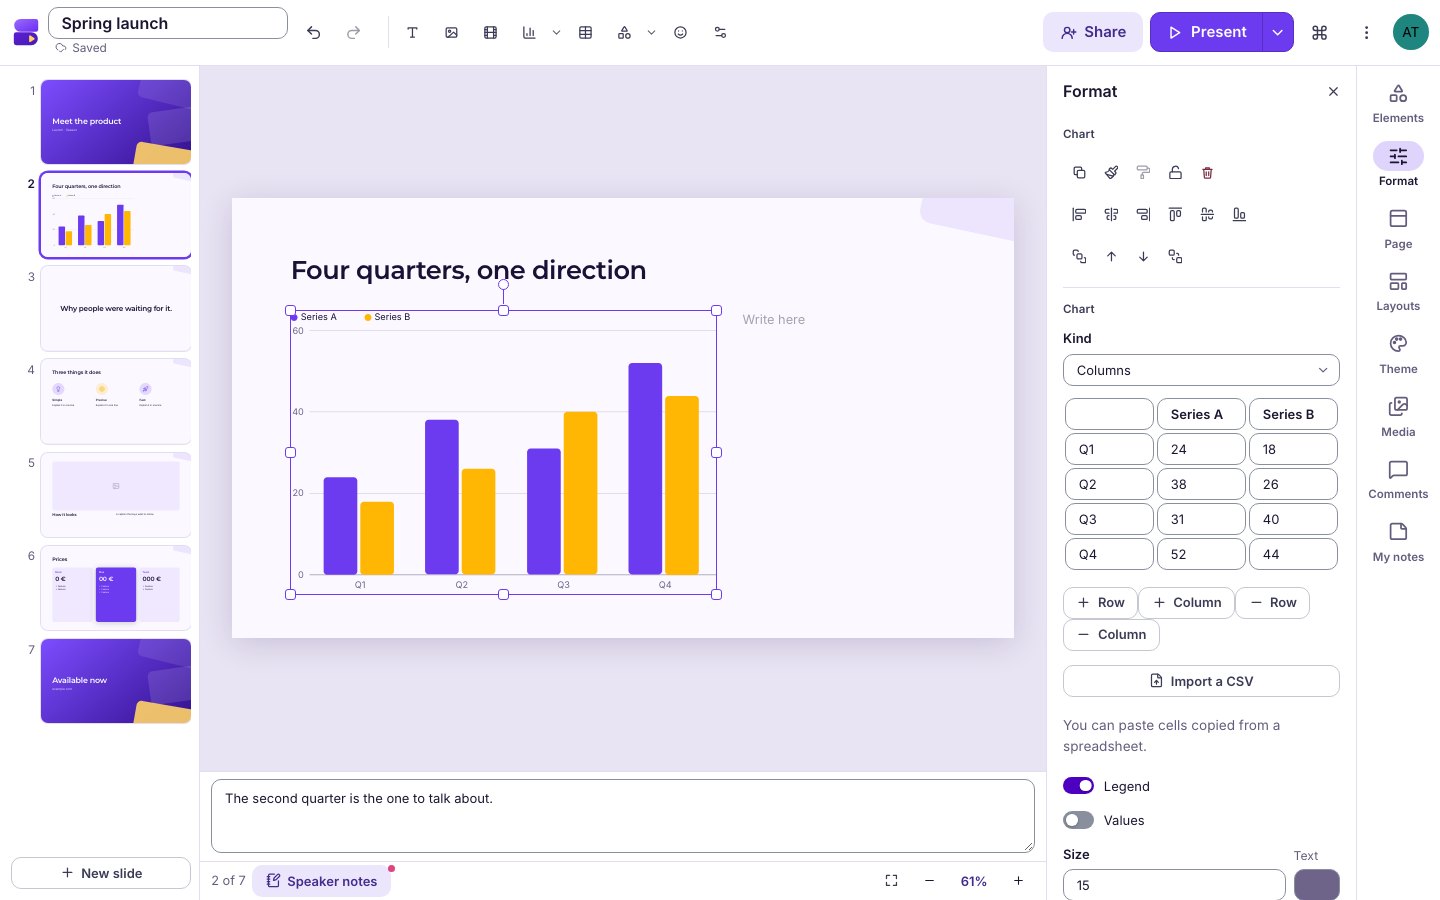 Spring launch
Saved
Share
Present
AT
1
Meet the product
2
Four quarters, one direction
3
Why people were waiting for it.
4
Three things it does
5
How it looks
6
Prices
0 €
00 €
000 €
7
Available now
New slide
Four quarters, one direction
Series A
Series B
60
40
20
0
Q1
Q2
Q3
Q4
Write here
The second quarter is the one to talk about.
2 of 7
Speaker notes
61%
Format
Chart
Chart
Kind
Columns
Series A
Series B
Q1
24
18
Q2
38
26
Q3
31
40
Q4
52
44
Row
Column
Row
Column
Import a CSV
You can paste cells copied from a
spreadsheet.
Legend
Values
Size
Text
15
Elements
Format
Page
Layouts
Theme
Media
Comments
My notes